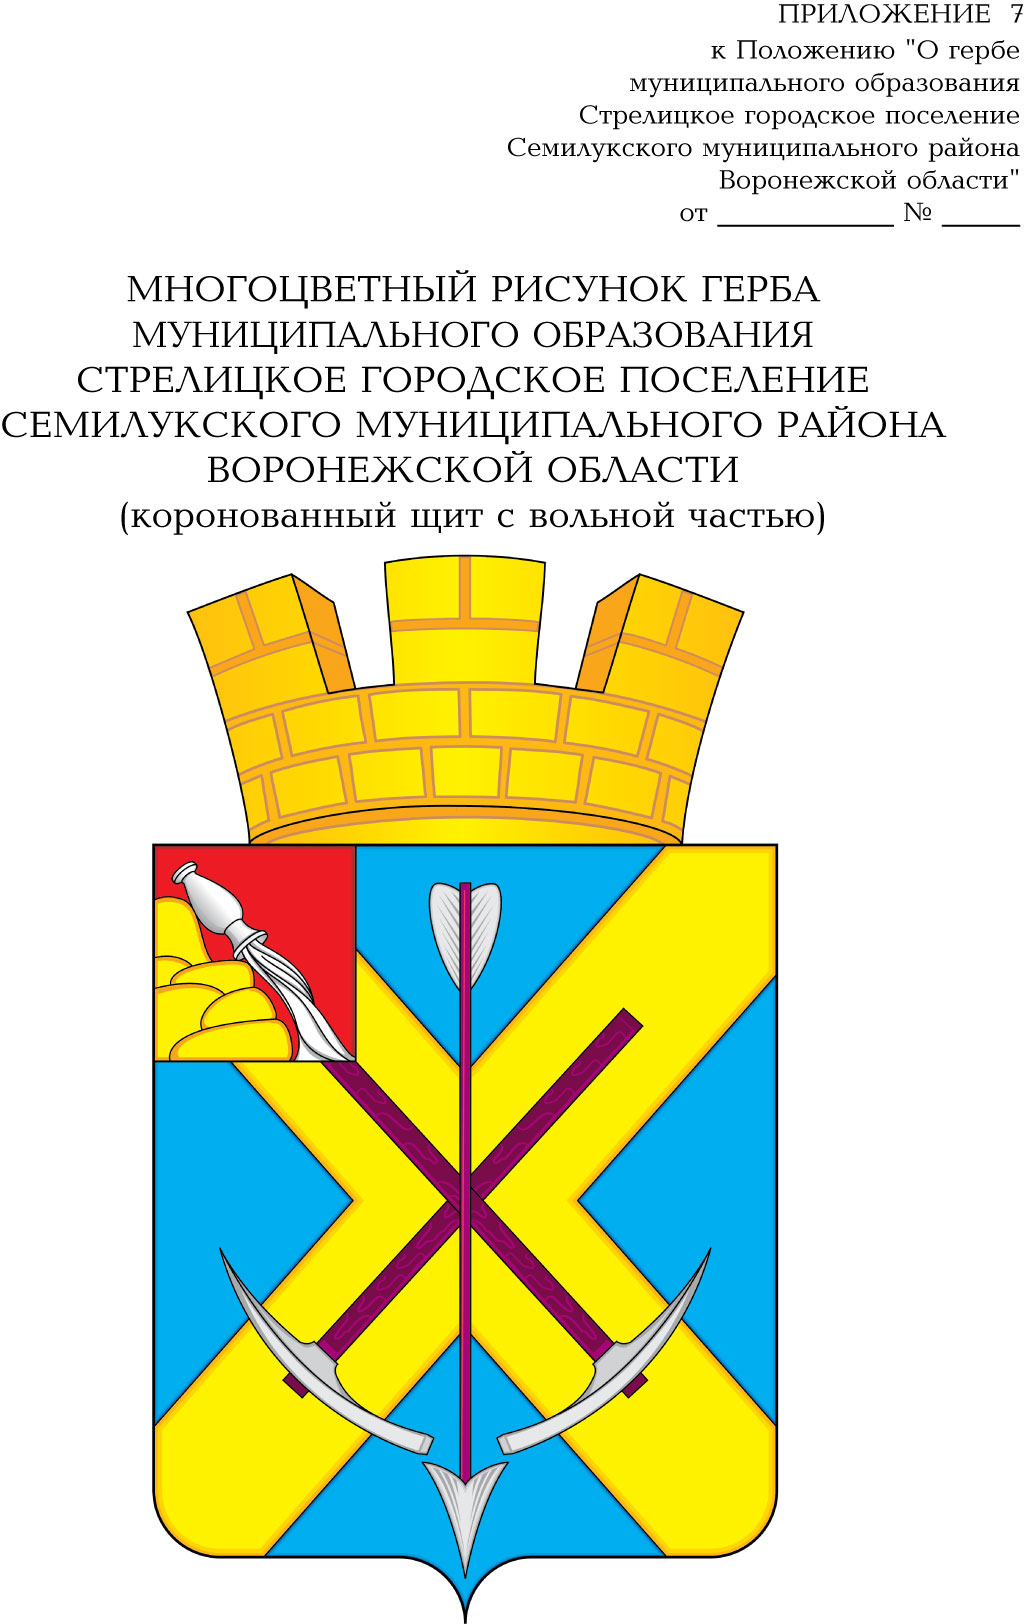 ПРИЛОЖЕНИЕ 7
к Положению "О гербе
муниципального образования
Стрелицкое городское поселение
Семилукского муниципального района
Воронежской области"
от ____________ № _____
МНОГОЦВЕТНЫЙ РИСУНОК ГЕРБА
МУНИЦИПАЛЬНОГО ОБРАЗОВАНИЯ
СТРЕЛИЦКОЕ ГОРОДСКОЕ ПОСЕЛЕНИЕ
СЕМИЛУКСКОГО МУНИЦИПАЛЬНОГО РАЙОНА
ВОРОНЕЖСКОЙ ОБЛАСТИ
(коронованный щит с вольной частью)